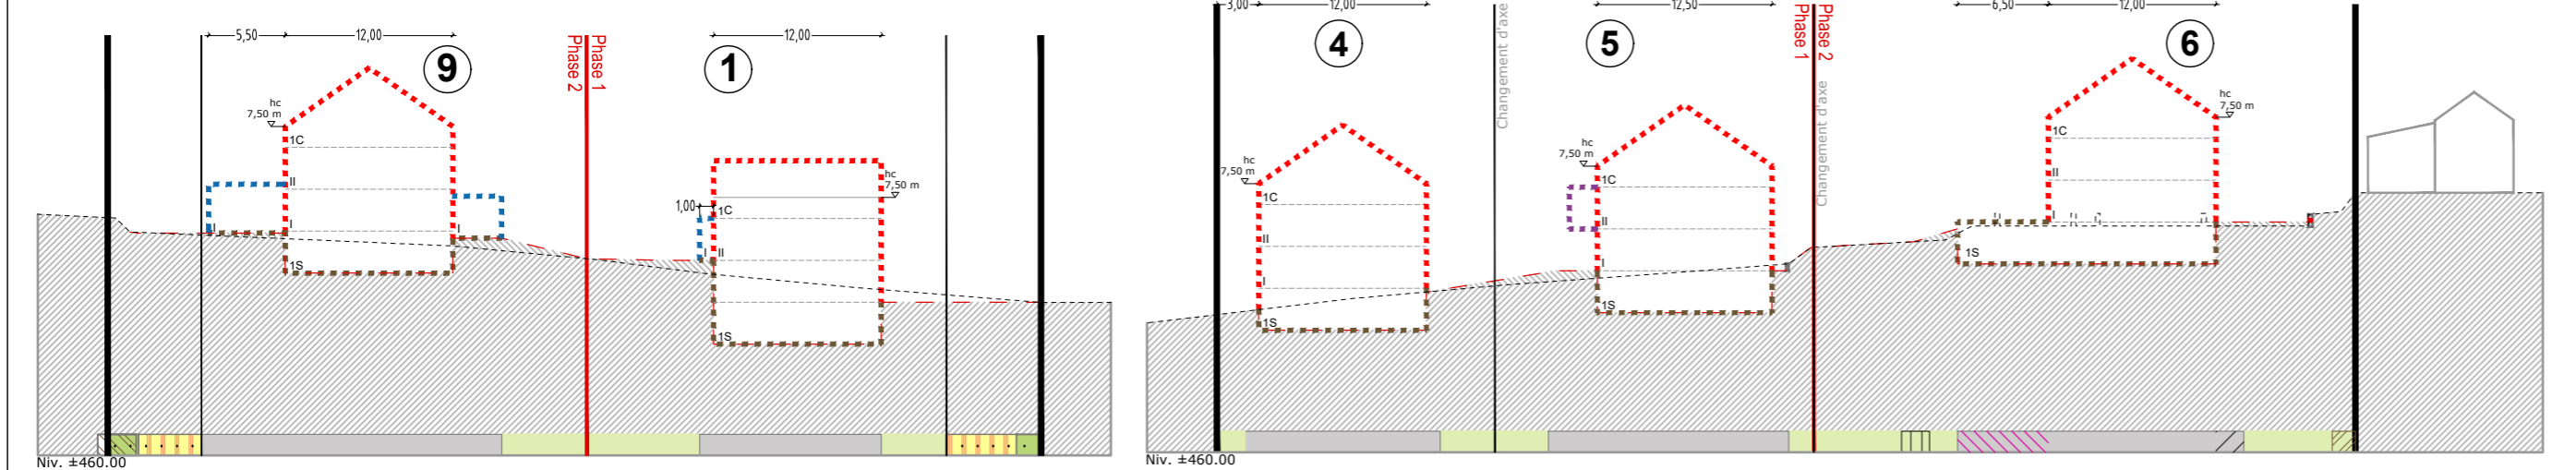 5,50
12,00
9
Phase 2
Phase 1
12,00
1
hc
7,50 m
1C
II
I
I
1S
1,00
hc
7,50 m
1C
I
II
1S
Niv. ±460.00
3,00
12,00
4
Changement d'axe
12,50
5
Phase 1
Phase 2
Changement d'axe
6,50
12,00
6
hc
7,50 m
1C
II
I
1S
hc
7,50 m
1C
II
I
1S
hc
7,50 m
1C
II
I
1S
Niv. ±460.00